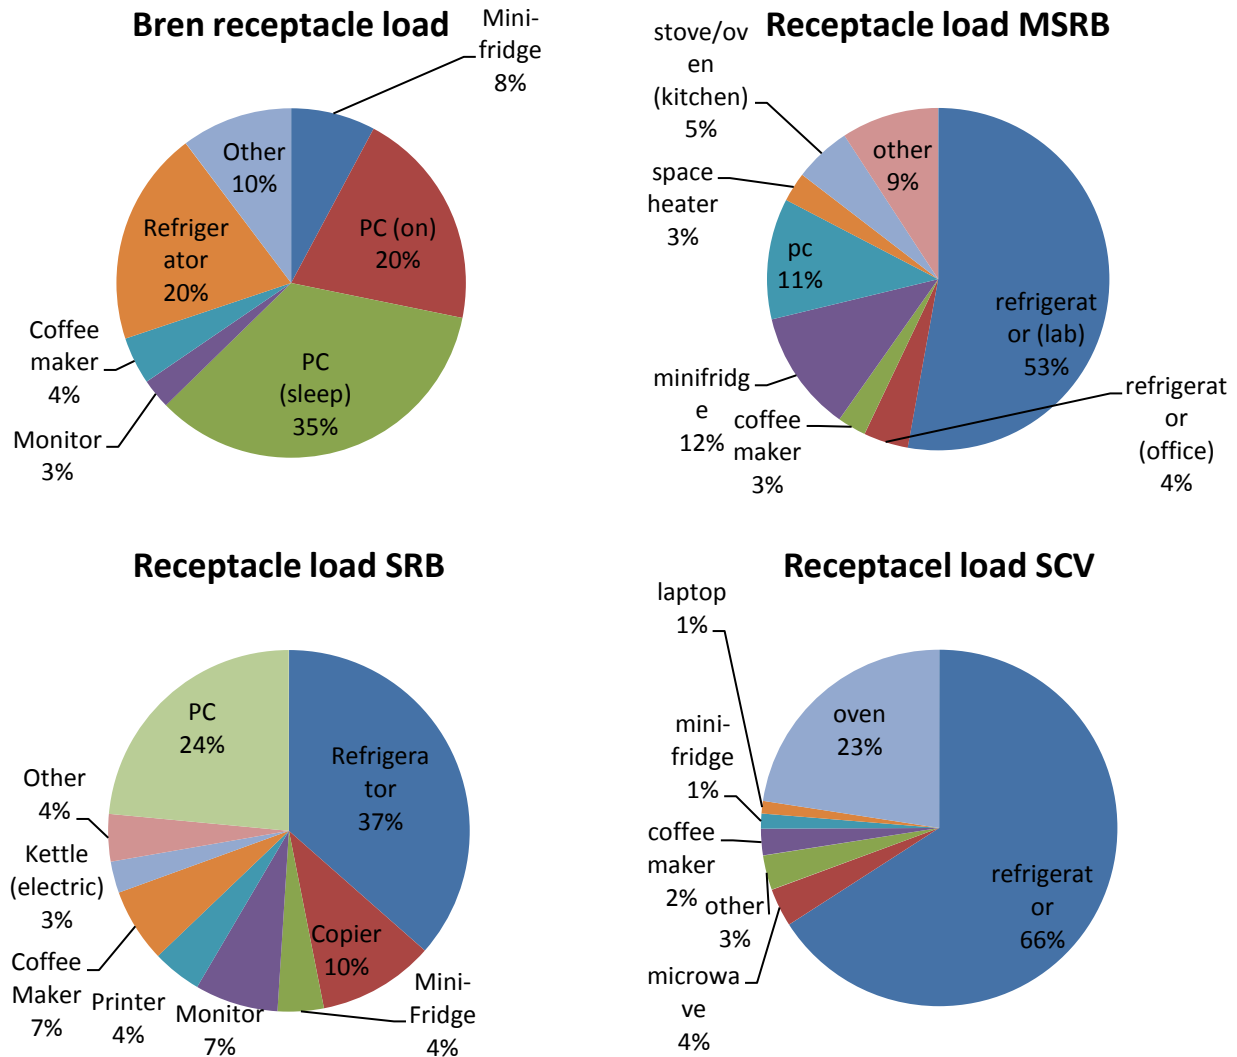 Bren receptacle load
Mini-
fridge
8%
PC (on)
20%
PC
(sleep)
35%
Monitor
3%
Coffee
maker
4%
Refriger
ator
20%
Other
10%
Receptacle load MSRB
stove/ov
en
(kitchen)
5%
other
9%
space
heater
3%
pc
11%
minifridg
e
12%
coffee
maker
3%
refrigerat
or (lab)
53%
refrigerat
or
(office)
4%
Receptacle load SRB
PC
24%
Refrigera
tor
37%
Other
4%
Kettle
(electric)
3%
Coffee
Maker
7%
Printer
4%
Monitor
7%
Copier
10%
Mini-
Fridge
4%
Receptacel load SCV
laptop
1%
oven
23%
mini-
fridge
1%
coffee
maker
2%
other
3%
microwa
ve
4%
refrigerat
or
66%